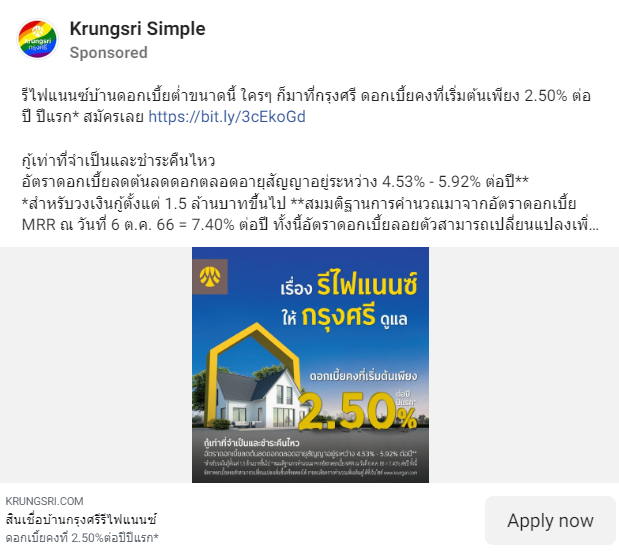 Krungsri
กรุงศรี
Krungsri Simple
Sponsored
รีไฟแนนซ์บ้านดอกเบี้ยต่ำขนาดนี้ ใครๆ ก็มาที่กรุงศรี ดอกเบี้ยคงที่เริ่มต้นเพียง 2.50% ต่อ
ปี ปีแรก* สมัครเลย https://bit.ly/3cEkoGd
กู้เท่าที่จำเป็นและชำระคืนไหว
อัตราดอกเบี้ยลดต้นลดดอกตลอดอายุสัญญาอยู่ระหว่าง 4.53% - 5.92% ต่อปี**
*สำหรับวงเงินกู้ตั้งแต่ 1.5 ล้านบาทขึ้นไป **สมมติฐานการคำนวณมาจากอัตราดอกเบี้ย
MRR ณ วันที่ 6 ต.ค. 66 = 7.40% ต่อปี ทั้งนี้อัตราดอกเบี้ยลอยตัวสามารถเปลี่ยนแปลงเพิ่...
เรื่อง รีไฟแนนซ์
ให้ กรุงศรี ดูแล
ดอกเบี้ยคงที่เริ่มต้นเพียง
2.50%
ต่อปี
ปีแรก*
กู้เท่าที่จำเป็นและชำระคืนไหว
อัตราดอกเบี้ยลดต้นลดดอกตลอดอายุสัญญาอยู่ระหว่าง 4.53% - 5.92% ต่อปี**
KRUNGSRI.COM
สินเชื่อบ้านกรุงศรีรีไฟแนนซ์
ดอกเบี้ยคงที่ 2.50%ต่อปีปีแรก*
Apply now